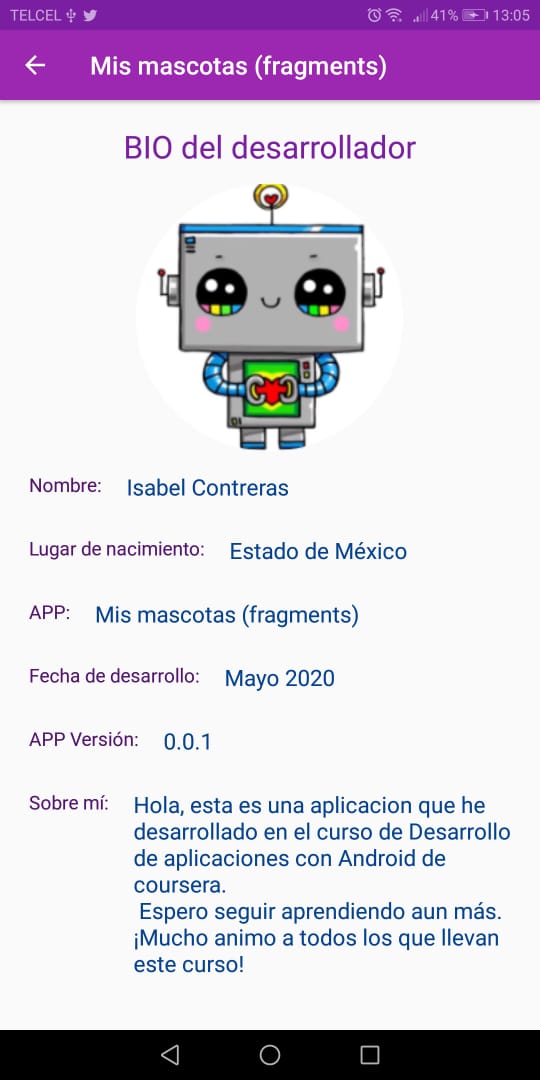 TELCEL 41% 13:05
Mis mascotas (fragments)
BIO del desarrollador
Nombre: Isabel Contreras
Lugar de nacimiento: Estado de México
APP: Mis mascotas (fragments)
Fecha de desarrollo: Mayo 2020
APP Versión: 0.0.1
Sobre mí: Hola, esta es una aplicacion que he
desarrollado en el curso de Desarrollo
de aplicaciones con Android de
coursera.
Espero seguir aprendiendo aun más.
¡Mucho animo a todos los que llevan
este curso!